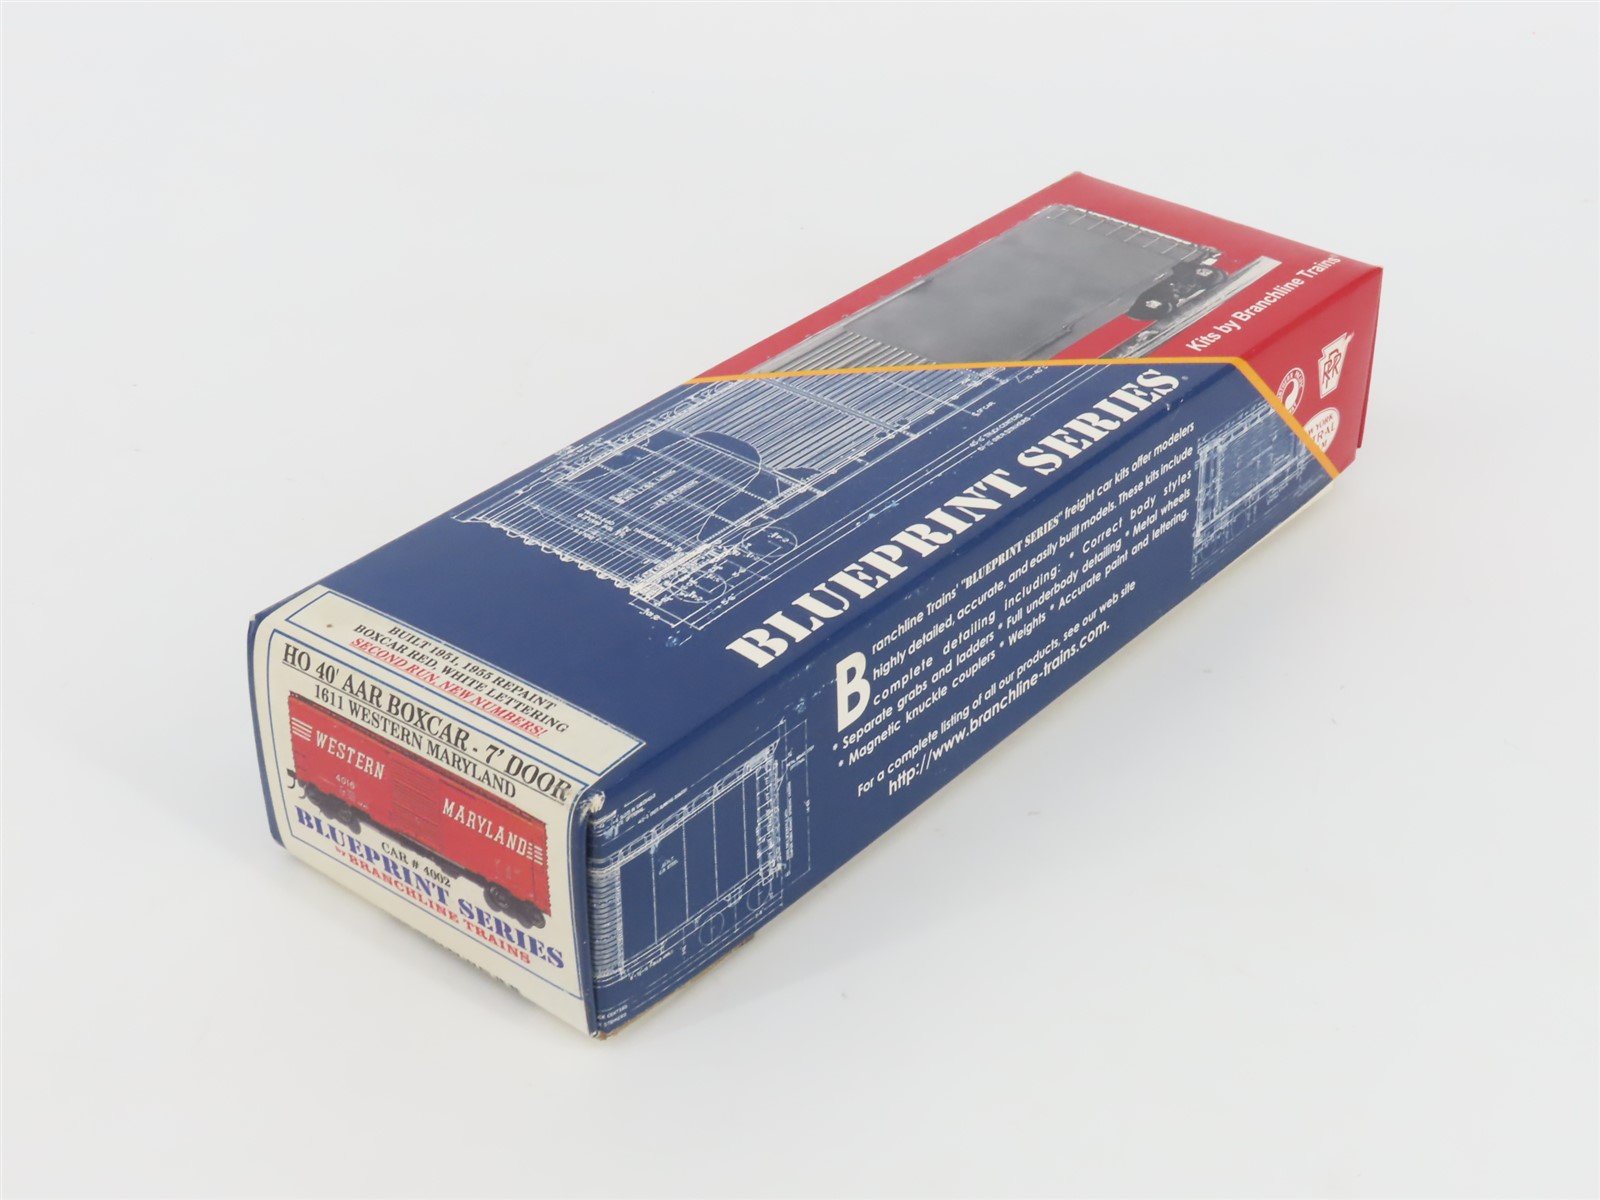 Kits by Branchline Trains
PRR
BLUEPRINT SERIES
Branchline Trains' "BLUEPRINT SERIES" freight car kits offer modelers
highly detailed, accurate, and easily built models. These kits include
complete detailing including: • Correct body styles
• Separate grabs and ladders • Full underbody detailing • Metal wheels
• Magnetic knuckle couplers • Weights • Accurate paint and lettering.
For a complete listing of all our products, see our web site
http://www.branchline-trains.com.
BUILT 1951, 1955 REPAINT
BOXCAR RED, WHITE LETTERING
SECOND RUN, NEW NUMBERS!
HO 40' AAR BOXCAR - 7' DOOR
1611 WESTERN MARYLAND
WESTERN
4016
MARYLAND
CAR # 4002
BLUEPRINT SERIES
by BRANCHLINE TRAINS